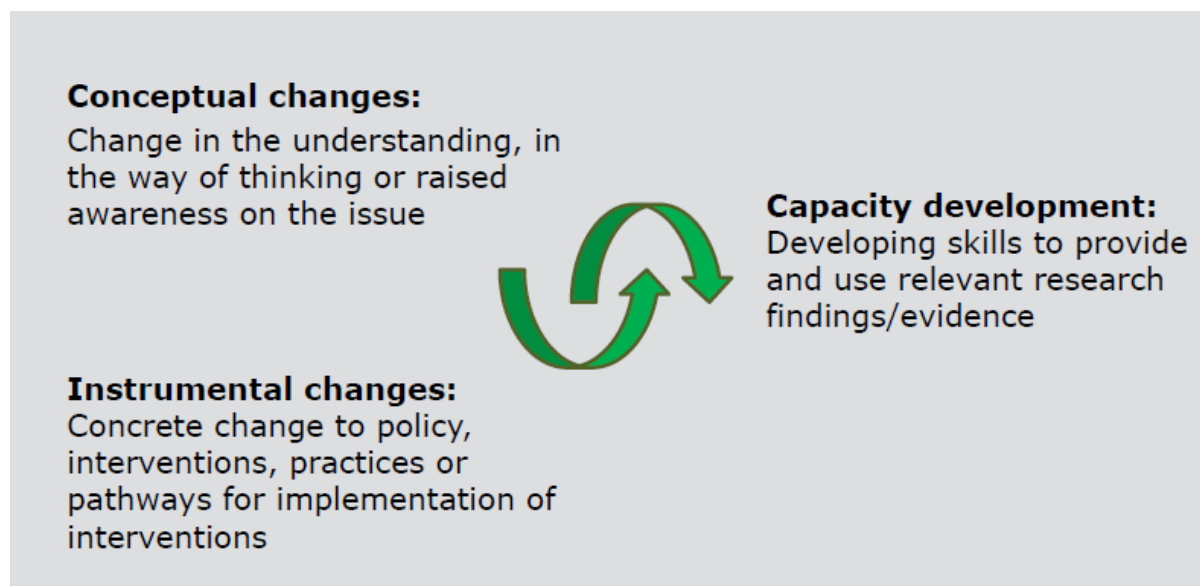 Conceptual changes:
Change in the understanding, in
the way of thinking or raised
awareness on the issue
Capacity development:
Developing skills to provide
and use relevant research
findings/evidence
Instrumental changes:
Concrete change to policy,
interventions, practices or
pathways for implementation of
interventions